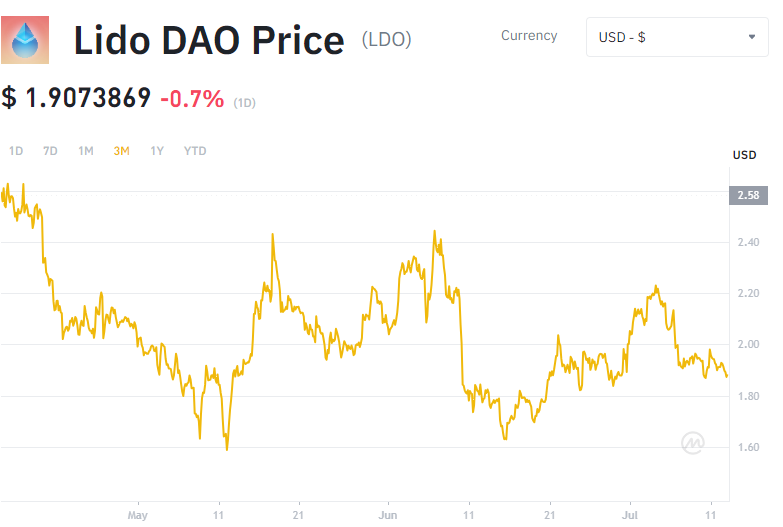 Lido DAO Price (LDO)
Currency
USD - $
$ 1.9073869 -0.7% (1D)
1D 7D 1M 3M 1Y YTD
USD
2.58
2.40
2.20
2.00
1.80
1.60
May 11 21 Jun 11 21 Jul 11